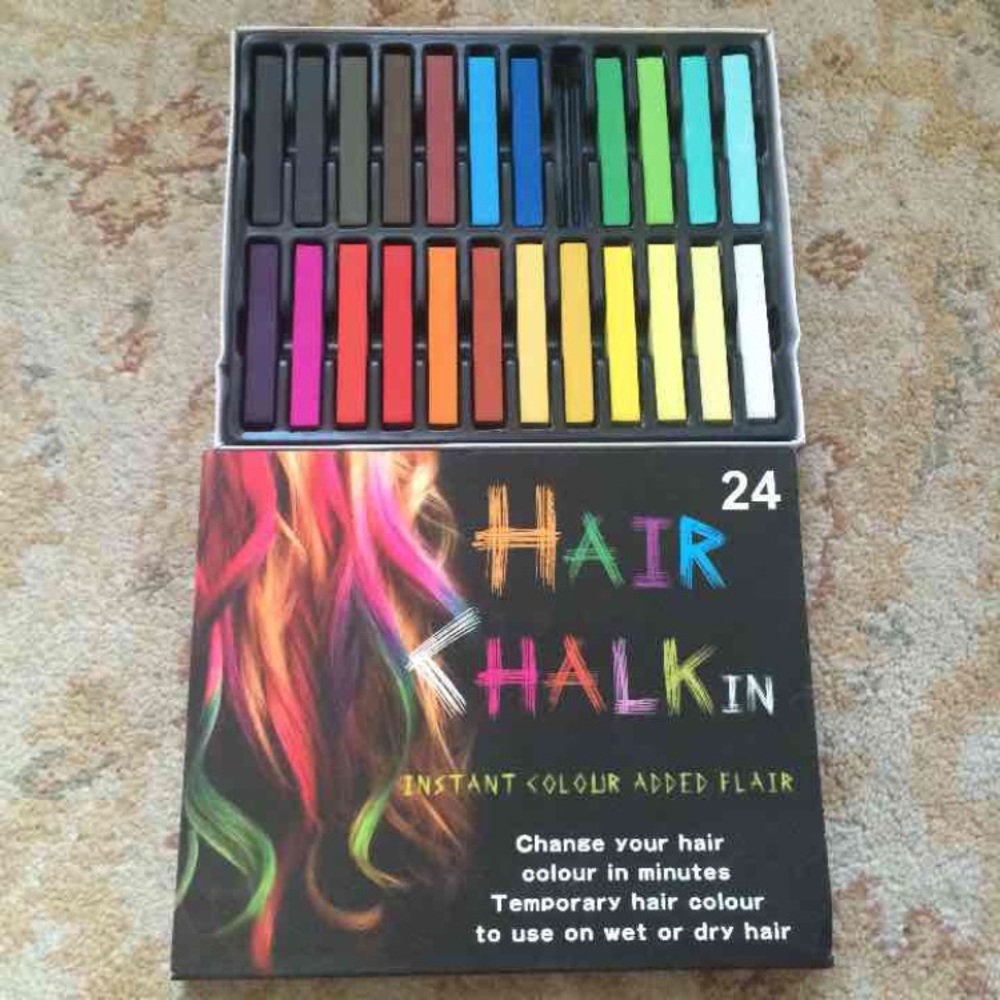 24
HAIR
CHALKIN
INSTANT COLOUR ADDED FLAIR
Change your hair
colour in minutes
Temporary hair colour
to use on wet or dry hair